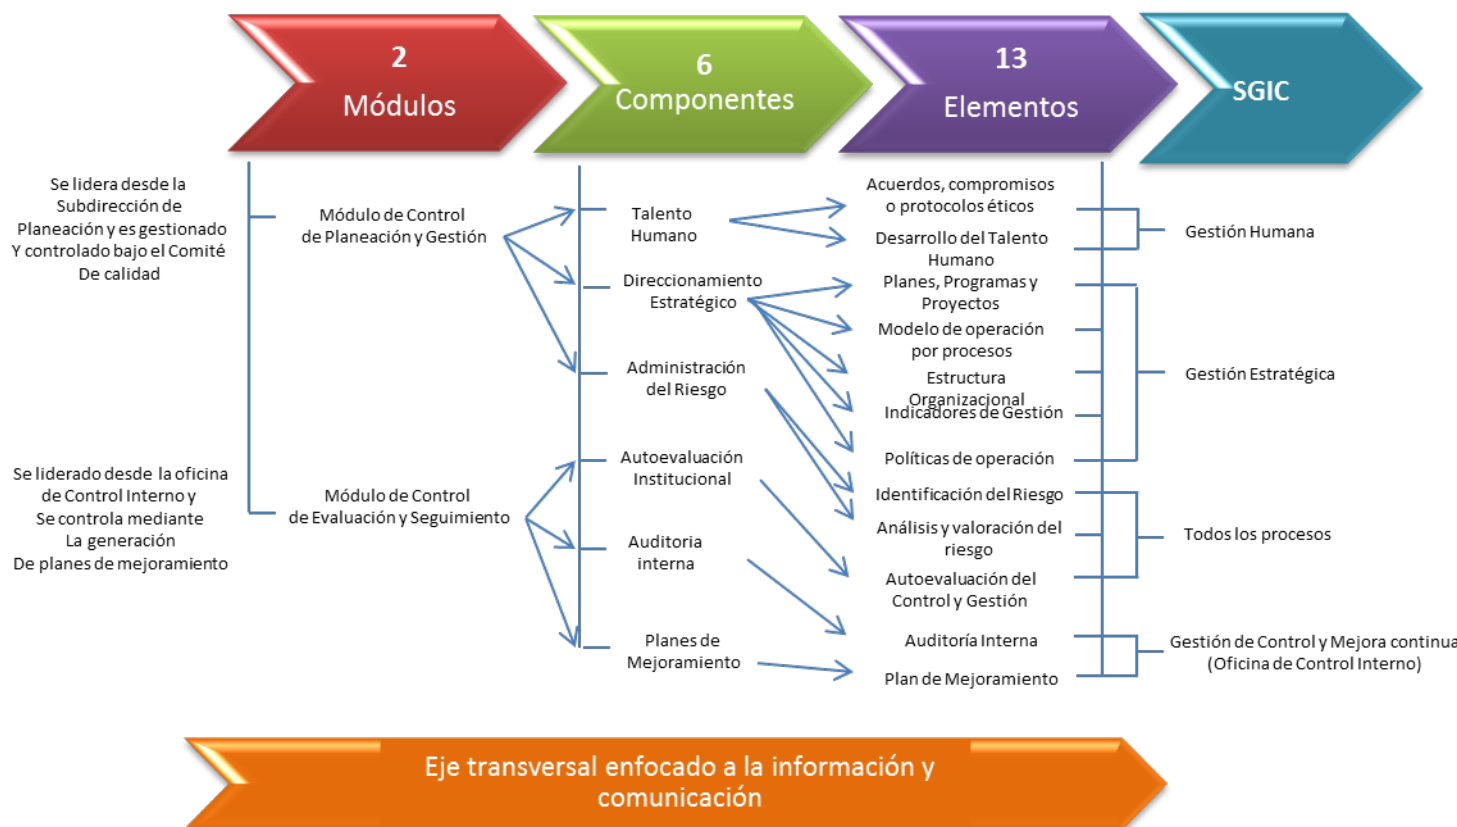 2
Módulos
6
Componentes
13
Elementos
SGIC
Se lidera desde la
Subdirección de
Planeación y es gestionado
Y controlado bajo el Comité
De calidad
Se liderado desde la oficina
de Control Interno y
Se controla mediante
La generación
De planes de mejoramiento
Módulo de Control
de Planeación y Gestión
Módulo de Control
de Evaluación y Seguimiento
Talento
Humano
Direccionamiento
Estratégico
Administración
del Riesgo
Autoevaluación
Institucional
Auditoria
interna
Planes de
Mejoramiento
Acuerdos, compromisos
o protocolos éticos
Desarrollo del Talento
Humano
Planes, Programas y
Proyectos
Modelo de operación
por procesos
Estructura
Organizacional
Indicadores de Gestión
Políticas de operación
Identificación del Riesgo
Análisis y valoración del
riesgo
Autoevaluación del
Control y Gestión
Auditoría Interna
Plan de Mejoramiento
Gestión Humana
Gestión Estratégica
Todos los procesos
Gestión de Control y Mejora continua
(Oficina de Control Interno)
Eje transversal enfocado a la información y
comunicación